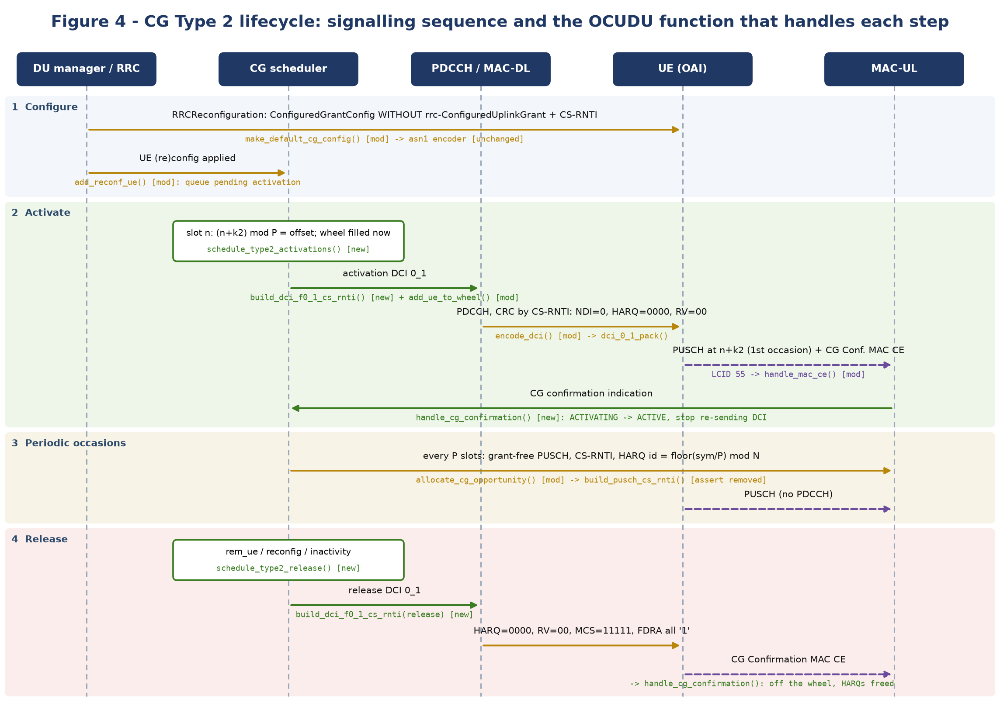 Figure 4 - CG Type 2 lifecycle: signalling sequence and the OCUDU function that handles each step
DU manager / RRC
CG scheduler
PDCCH / MAC-DL
UE (OAI)
MAC-UL
1 Configure
RRCReconfiguration: ConfiguredGrantConfig WITHOUT rrc-ConfiguredUplinkGrant + CS-RNTI
make_default_cg_config() [mod] -> asn1 encoder [unchanged]
UE (re)config applied
add_reconf_ue() [mod]: queue pending activation
2 Activate
slot n: (n+k2) mod P = offset; wheel filled now
schedule_type2_activations() [new]
activation DCI 0_1
build_dci_f0_1_cs_rnti() [new] + add_ue_to_wheel() [mod]
PDCCH, CRC by CS-RNTI: NDI=0, HARQ=0000, RV=00
encode_dci() [mod] -> dci_0_1_pack()
PUSCH at n+k2 (1st occasion) + CG Conf. MAC CE
LCID 55 -> handle_mac_ce() [mod]
CG confirmation indication
handle_cg_confirmation() [new]: ACTIVATING -> ACTIVE, stop re-sending DCI
3 Periodic occasions
every P slots: grant-free PUSCH, CS-RNTI, HARQ id = floor(sym/P) mod N
allocate_cg_opportunity() [mod] -> build_pusch_cs_rnti() [assert removed]
PUSCH (no PDCCH)
4 Release
rem_ue / reconfig / inactivity
schedule_type2_release() [new]
release DCI 0_1
build_dci_f0_1_cs_rnti(release) [new]
HARQ=0000, RV=00, MCS=11111, FDRA all '1'
CG Confirmation MAC CE
-> handle_cg_confirmation(): off the wheel, HARQs freed